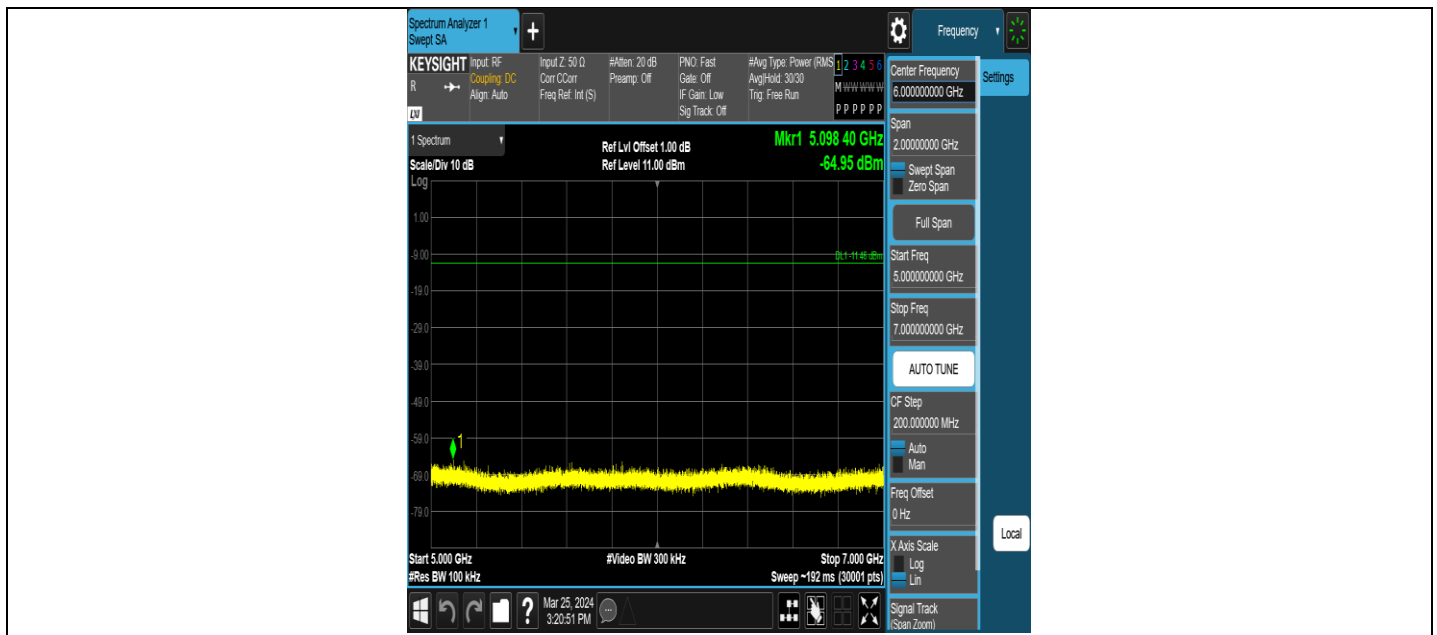 Spectrum Analyzer 1
Swept SA
+
Frequency
KEYSIGHT
R
LXI
Input: RF
Coupling: DC
Align: Auto
Input Z: 50 Ω
Corr CCorr
Freq Ref: Int (S)
#Atten: 20 dB
Preamp: Off
PNO: Fast
Gate: Off
IF Gain: Low
Sig Track: Off
#Avg Type: Power (RMS
Avg|Hold: 30/30
Trig: Free Run
1 2 3 4 5 6
M W W W W W
P P P P P P
1 Spectrum
Scale/Div 10 dB
Log
Ref Lvl Offset 1.00 dB
Ref Level 11.00 dBm
Mkr1 5.098 40 GHz
-64.95 dBm
1.00
-9.00
DL1 -11.46 dBm
-19.0
-29.0
-39.0
-49.0
-59.0
1
-69.0
-79.0
Start 5.000 GHz
#Res BW 100 kHz
#Video BW 300 kHz
Stop 7.000 GHz
Sweep ~192 ms (30001 pts)
Center Frequency
6.000000000 GHz
Settings
Span
2.00000000 GHz
Swept Span
Zero Span
Full Span
Start Freq
5.000000000 GHz
Stop Freq
7.000000000 GHz
AUTO TUNE
CF Step
200.000000 MHz
Auto
Man
Freq Offset
0 Hz
Local
X Axis Scale
Log
Lin
Signal Track
(Span Zoom)
?
Mar 25, 2024
3:20:51 PM